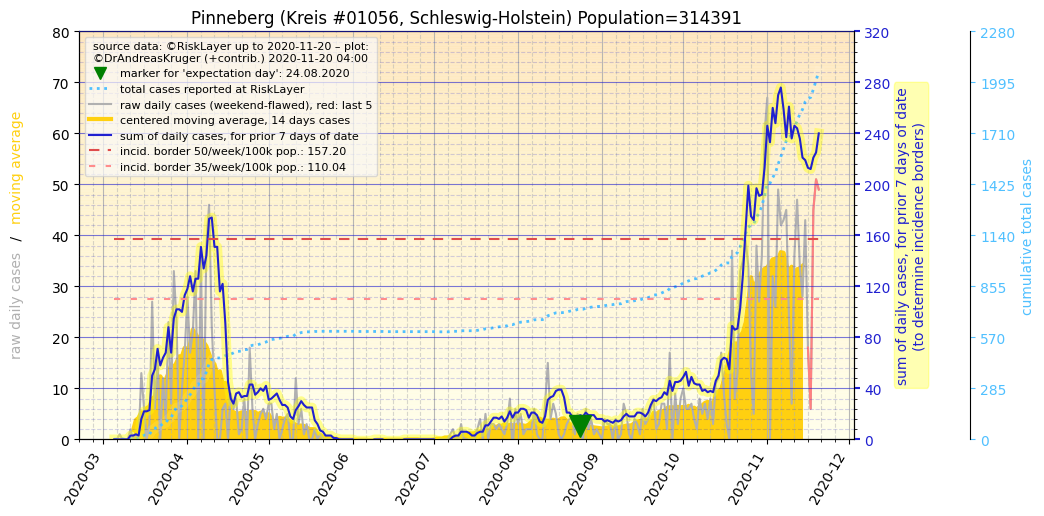 Pinneberg (Kreis #01056, Schleswig-Holstein) Population=314391
source data: ©RiskLayer up to 2020-11-20 – plot:
©DrAndreasKruger (+contrib.) 2020-11-20 04:00
marker for 'expectation day': 24.08.2020
total cases reported at RiskLayer
raw daily cases (weekend-flawed), red: last 5
centered moving average, 14 days cases
sum of daily cases, for prior 7 days of date
incid. border 50/week/100k pop.: 157.20
incid. border 35/week/100k pop.: 110.04
raw daily cases / moving average
80
70
60
50
40
30
20
10
0
2020-03
2020-04
2020-05
2020-06
2020-07
2020-08
2020-09
2020-10
2020-11
2020-12
320
280
240
200
160
120
80
40
0
sum of daily cases, for prior 7 days of date
(to determine incidence borders)
2280
1995
1710
1425
1140
855
570
285
0
cumulative total cases